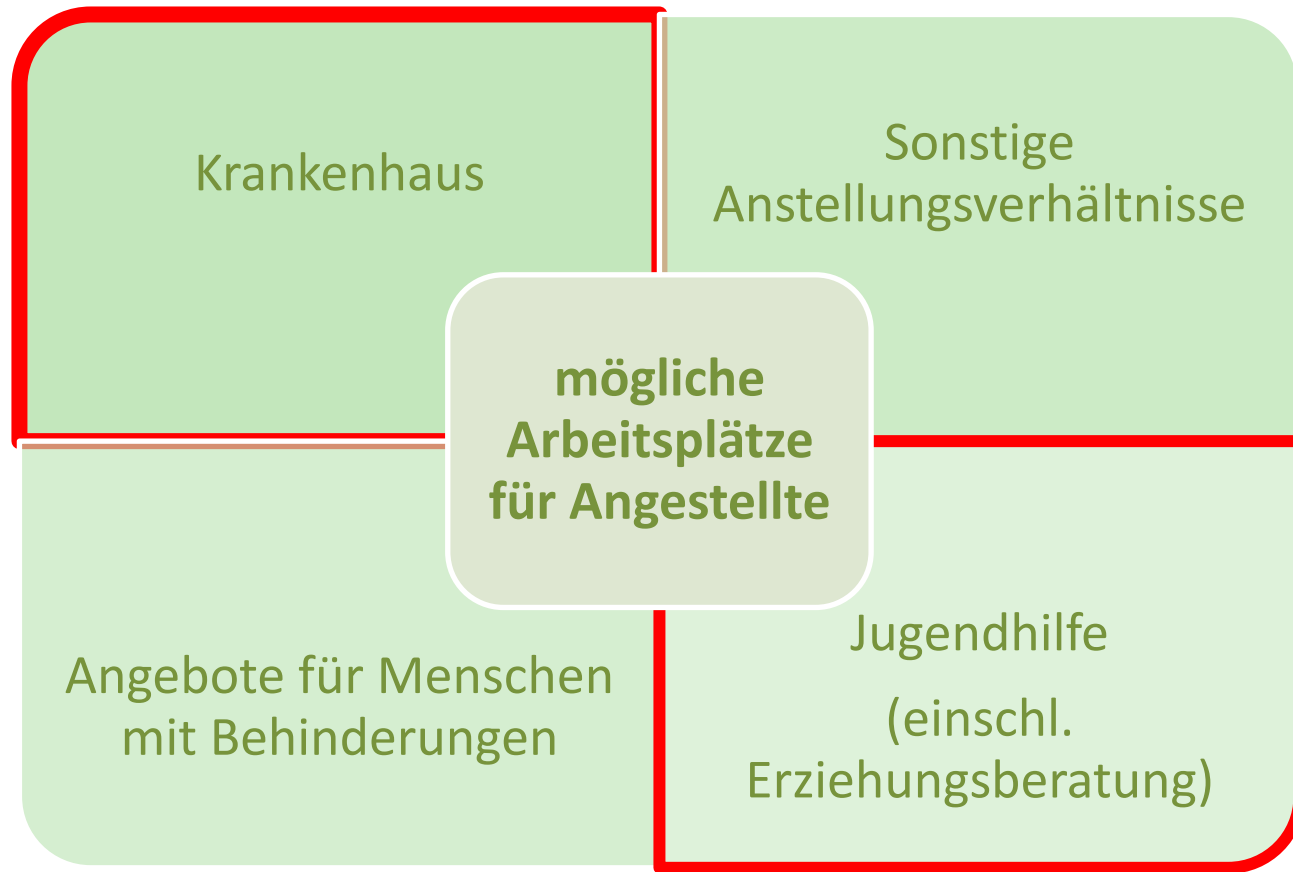 Krankenhaus
Sonstige
Anstellungsverhältnisse
mögliche
Arbeitsplätze
für Angestellte
Angebote für Menschen
mit Behinderungen
Jugendhilfe
(einschl.
Erziehungsberatung)